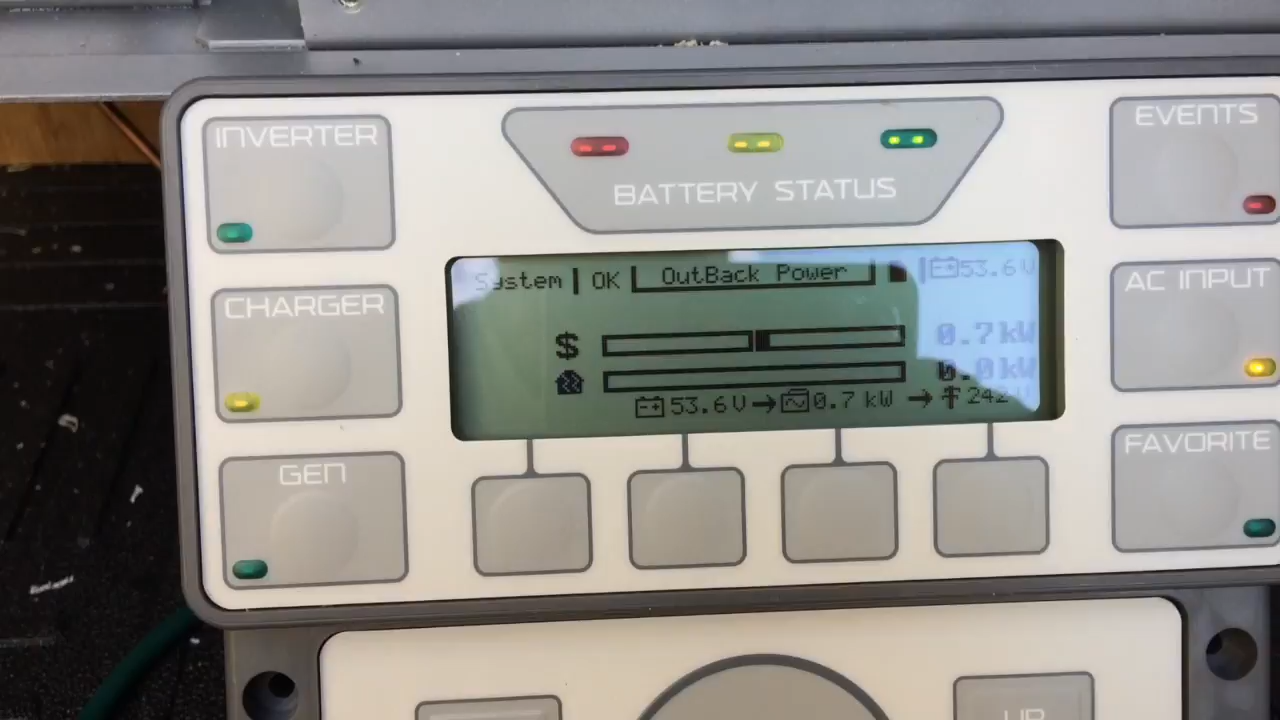 INVERTER
CHARGER
GEN
BATTERY STATUS
System | OK | OutBack Power | 53.6V
$ 0.7 kW
0.0 kW
53.6 V → 0.7 kW → 242
EVENTS
AC INPUT
FAVORITE
UP